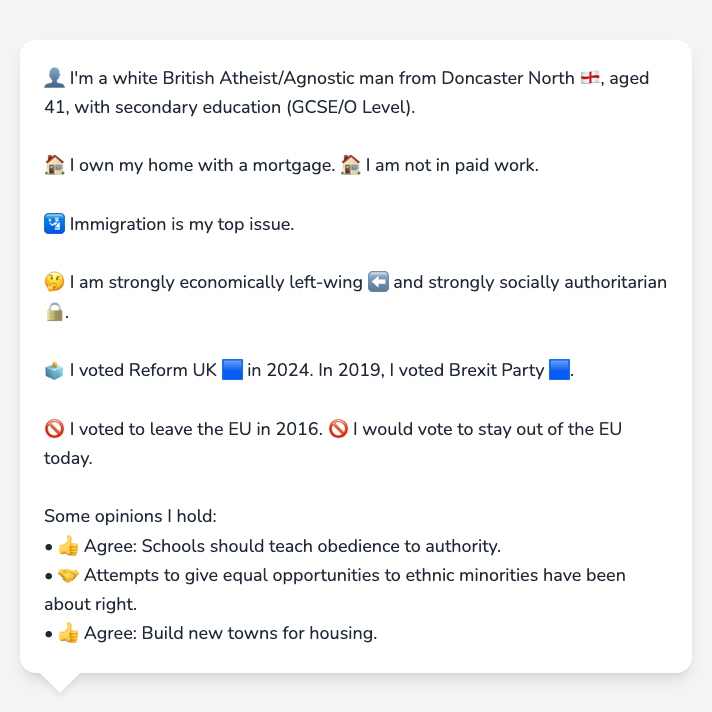 👤 I'm a white British Atheist/Agnostic man from Doncaster North 🏴󠁧󠁢󠁥󠁮󠁧󠁿, aged
41, with secondary education (GCSE/O Level).
🏠 I own my home with a mortgage. 🏠 I am not in paid work.
🛂 Immigration is my top issue.
🤔 I am strongly economically left-wing ⬅️ and strongly socially authoritarian
🔒.
🗳️ I voted Reform UK 🟦 in 2024. In 2019, I voted Brexit Party 🟦.
🚫 I voted to leave the EU in 2016. 🚫 I would vote to stay out of the EU
today.
Some opinions I hold:
• 👍 Agree: Schools should teach obedience to authority.
• 🤝 Attempts to give equal opportunities to ethnic minorities have been
about right.
• 👍 Agree: Build new towns for housing.